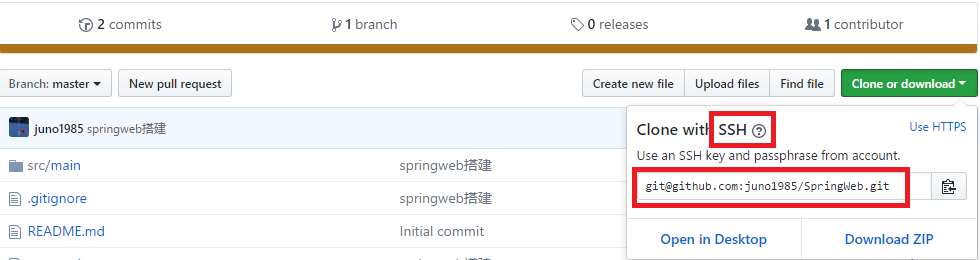 2 commits 1 branch 0 releases 1 contributor
Branch: master New pull request Create new file Upload files Find file Clone or download
juno1985 springweb搭建
Clone with SSH Use HTTPS
Use an SSH key and passphrase from account.
git@github.com:juno1985/SpringWeb.git
Open in Desktop Download ZIP
src/main springweb搭建
.gitignore springweb搭建
README.md Initial commit